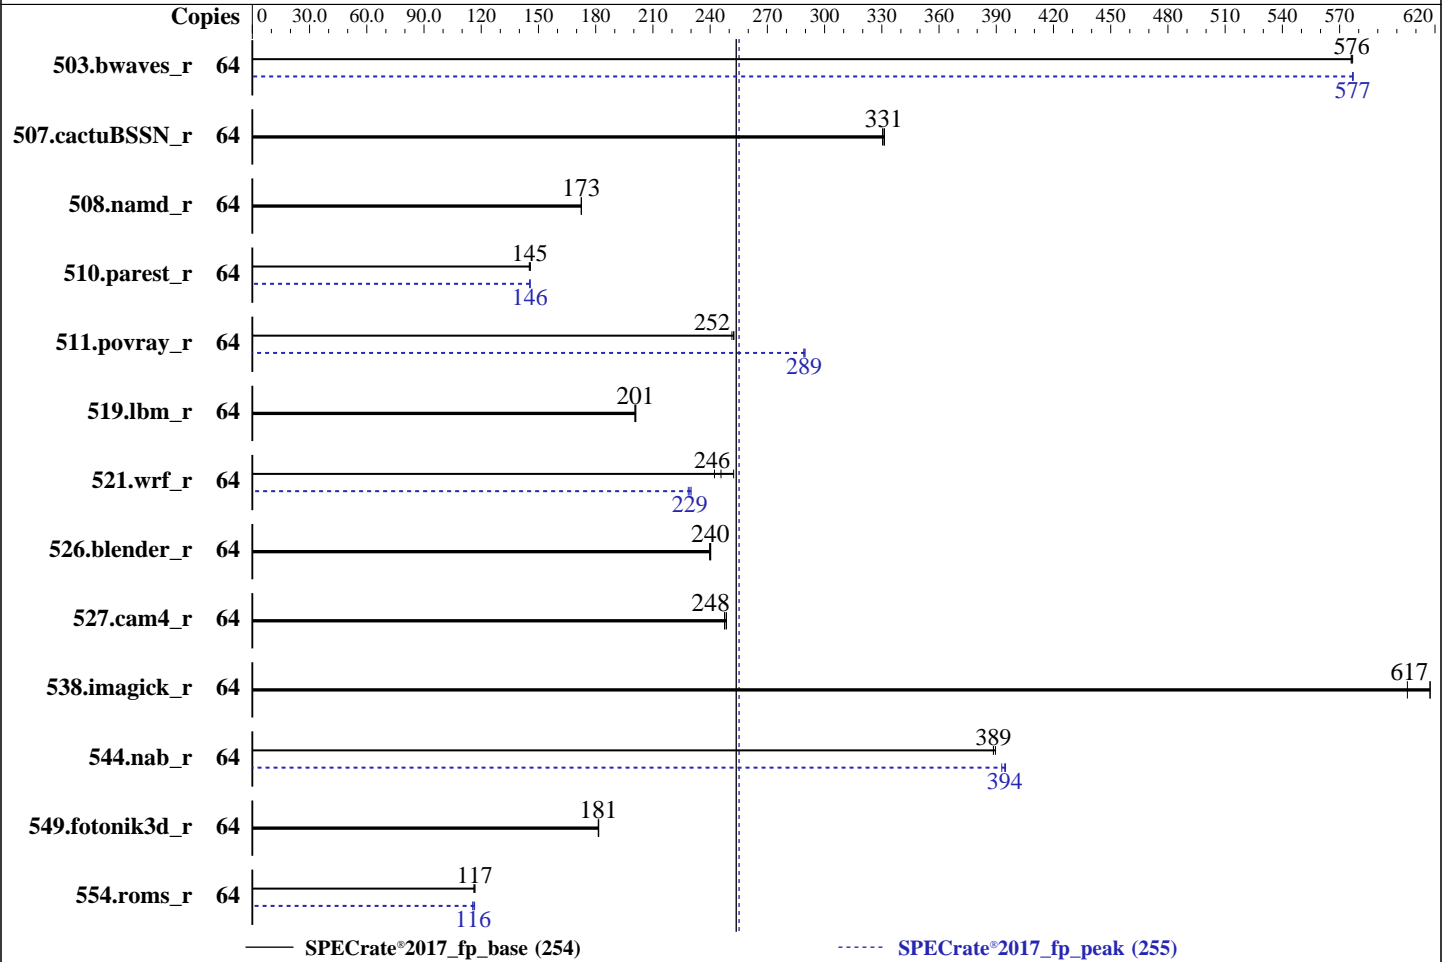 Copies 0 30.0 60.0 90.0 120 150 180 210 240 270 300 330 360 390 420 450 480 510 540 570 620
503.bwaves_r 64 576
577
507.cactuBSSN_r 64 331
508.namd_r 64 173
510.parest_r 64 145
146
511.povray_r 64 252
289
519.lbm_r 64 201
521.wrf_r 64 246
229
526.blender_r 64 240
527.cam4_r 64 248
538.imagick_r 64 617
544.nab_r 64 389
394
549.fotonik3d_r 64 181
554.roms_r 64 117
116
SPECrate®2017_fp_base (254) SPECrate®2017_fp_peak (255)